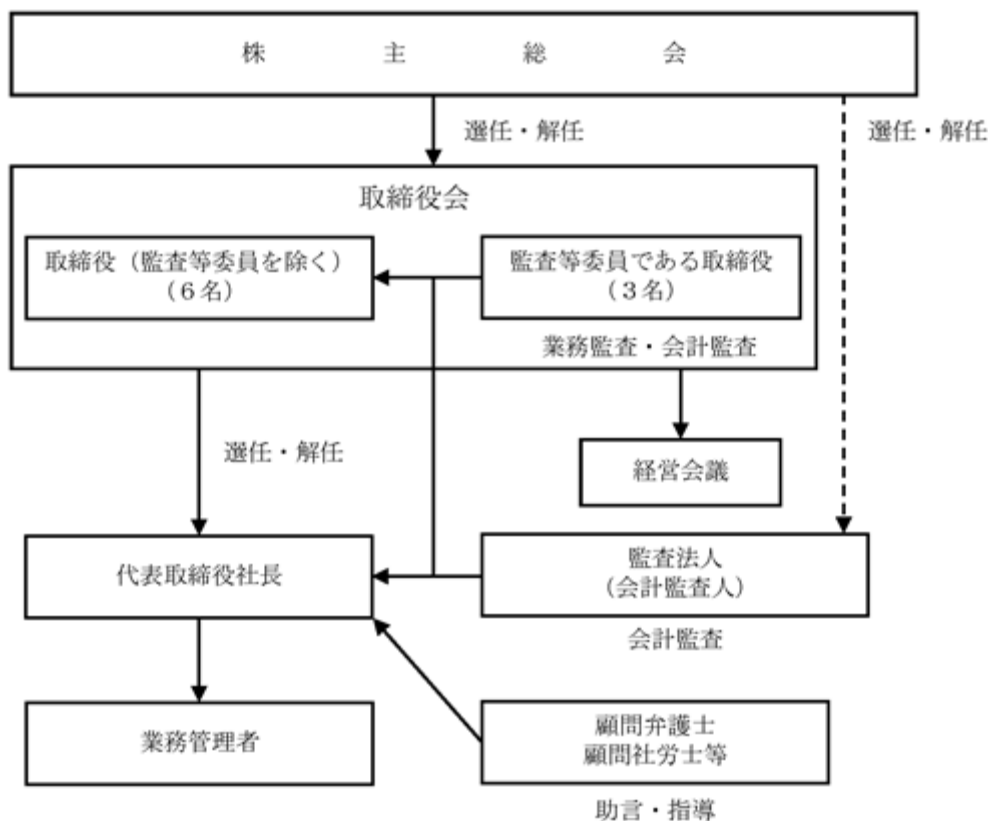 株主総会
選任・解任
選任・解任
取締役会
取締役（監査等委員を除く）
（６名）
監査等委員である取締役
（３名）
業務監査・会計監査
選任・解任
経営会議
代表取締役社長
監査法人
（会計監査人）
会計監査
業務管理者
顧問弁護士
顧問社労士等
助言・指導